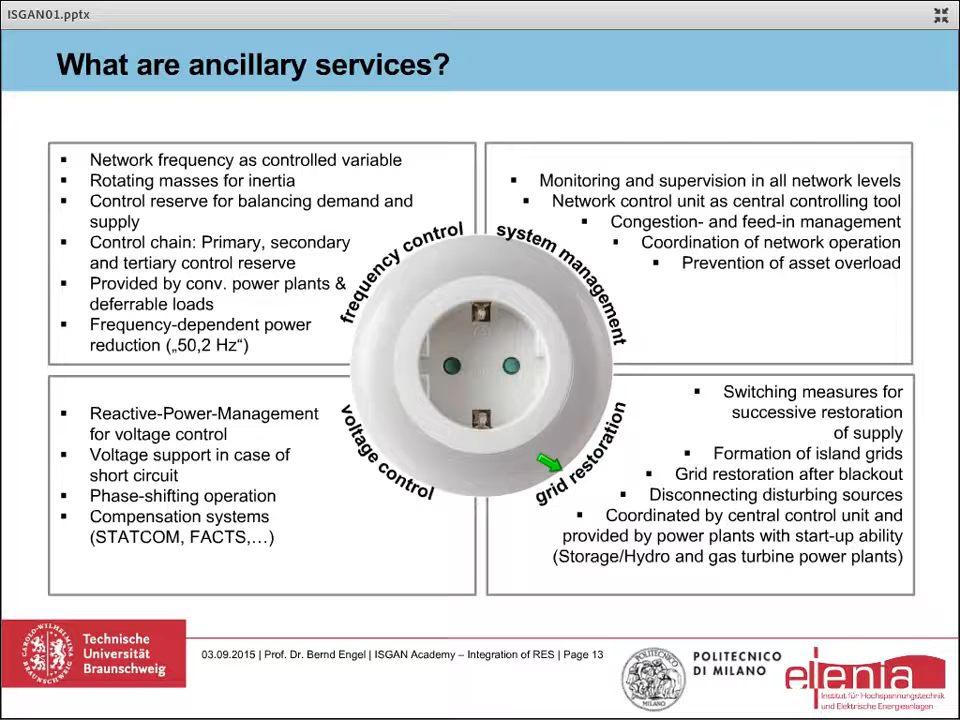 ISGAN01.pptx
What are ancillary services?
▪ Network frequency as controlled variable
▪ Rotating masses for inertia
▪ Control reserve for balancing demand and
supply
▪ Control chain: Primary, secondary
and tertiary control reserve
▪ Provided by conv. power plants &
deferrable loads
▪ Frequency-dependent power
reduction („50,2 Hz“)
frequency control
system management
▪ Monitoring and supervision in all network levels
▪ Network control unit as central controlling tool
▪ Congestion- and feed-in management
▪ Coordination of network operation
▪ Prevention of asset overload
▪ Reactive-Power-Management
for voltage control
▪ Voltage support in case of
short circuit
▪ Phase-shifting operation
▪ Compensation systems
(STATCOM, FACTS,…)
voltage control
grid restoration
▪ Switching measures for
successive restoration
of supply
▪ Formation of island grids
▪ Grid restoration after blackout
▪ Disconnecting disturbing sources
▪ Coordinated by central control unit and
provided by power plants with start-up ability
(Storage/Hydro and gas turbine power plants)
CAROLO-WILHELMINA
BRAUNSCHWEIG
Technische
Universität
Braunschweig
03.09.2015 | Prof. Dr. Bernd Engel | ISGAN Academy – Integration of RES | Page 13
MILANO
POLITECNICO
DI MILANO
elenia
Institut für Hochspannungstechnik
und Elektrische Energieanlagen